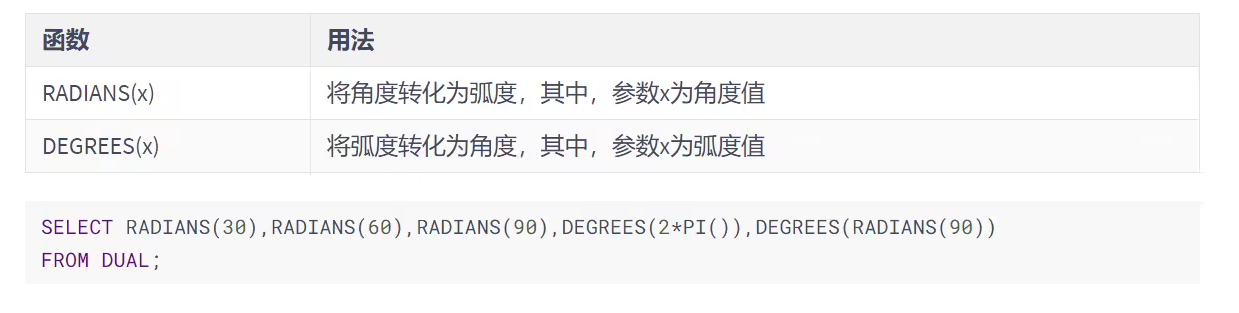 函数 用法
RADIANS(x) 将角度转化为弧度，其中，参数x为角度值
DEGREES(x) 将弧度转化为角度，其中，参数x为弧度值
SELECT RADIANS(30),RADIANS(60),RADIANS(90),DEGREES(2*PI()),DEGREES(RADIANS(90))
FROM DUAL;